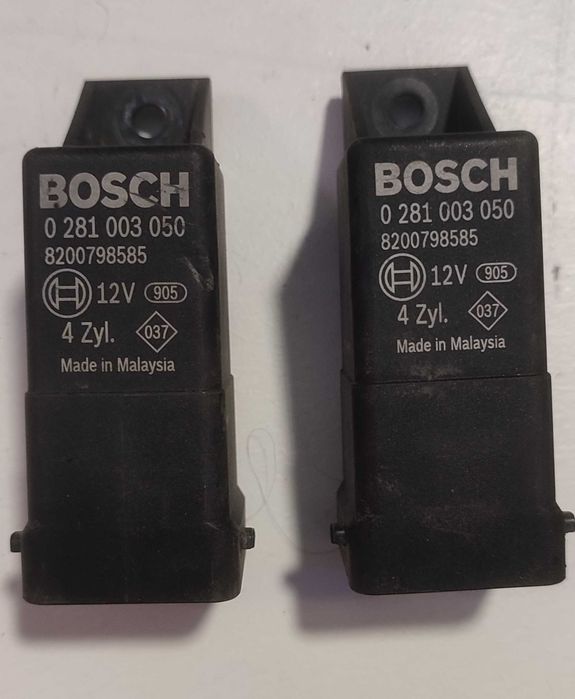 BOSCH
0 281 003 050
8200798585
12V 905
4 Zyl. 037
Made in Malaysia
BOSCH
0 281 003 050
8200798585
12V 905
4 Zyl. 037
Made in Malaysia